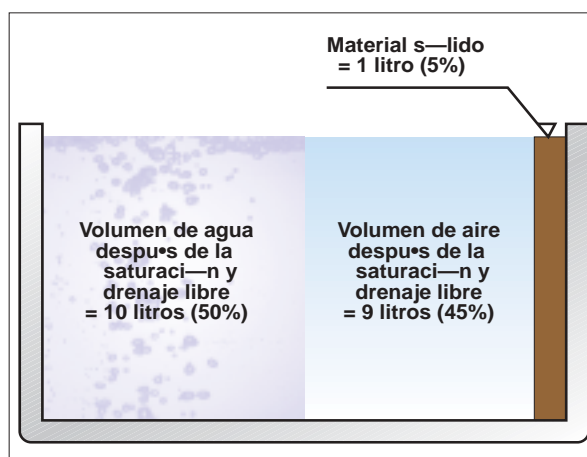 Material s—lido
= 1 litro (5%)
Volumen de agua
despu•s de la
saturaci—n y
drenaje libre
= 10 litros (50%)
Volumen de aire
despu•s de la
saturaci—n y
drenaje libre
= 9 litros (45%)